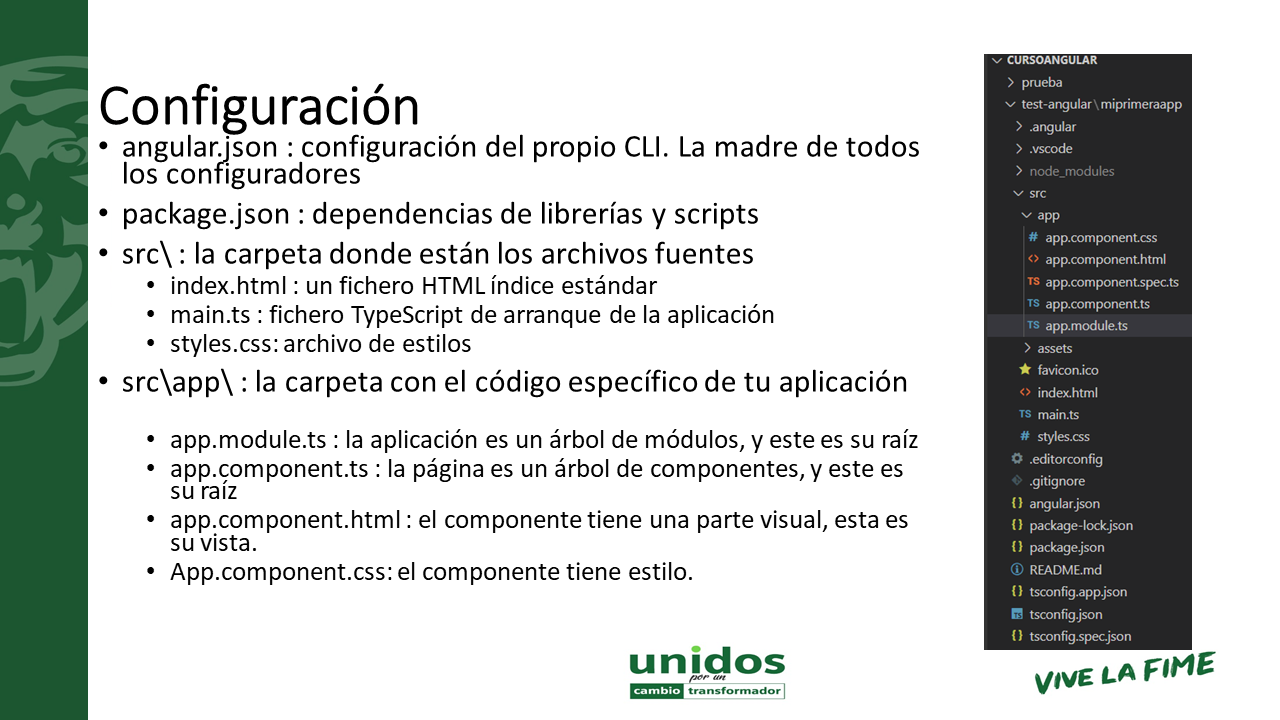 Configuración
• angular.json : configuración del propio CLI. La madre de todos
los configuradores
• package.json : dependencias de librerías y scripts
• src\ : la carpeta donde están los archivos fuentes
• index.html : un fichero HTML índice estándar
• main.ts : fichero TypeScript de arranque de la aplicación
• styles.css: archivo de estilos
• src\app\ : la carpeta con el código específico de tu aplicación
• app.module.ts : la aplicación es un árbol de módulos, y este es su raíz
• app.component.ts : la página es un árbol de componentes, y este es
su raíz
• app.component.html : el componente tiene una parte visual, esta es
su vista.
• App.component.css: el componente tiene estilo.
CURSOANGULAR
prueba
test-angular\miprimeraapp
.angular
.vscode
node_modules
src
app
# app.component.css
<> app.component.html
TS app.component.spec.ts
TS app.component.ts
TS app.module.ts
assets
favicon.ico
<> index.html
TS main.ts
# styles.css
.editorconfig
.gitignore
{} angular.json
{} package-lock.json
{} package.json
README.md
{} tsconfig.app.json
TS tsconfig.json
{} tsconfig.spec.json
unidos
por un
cambio transformador
VIVE LA FIME